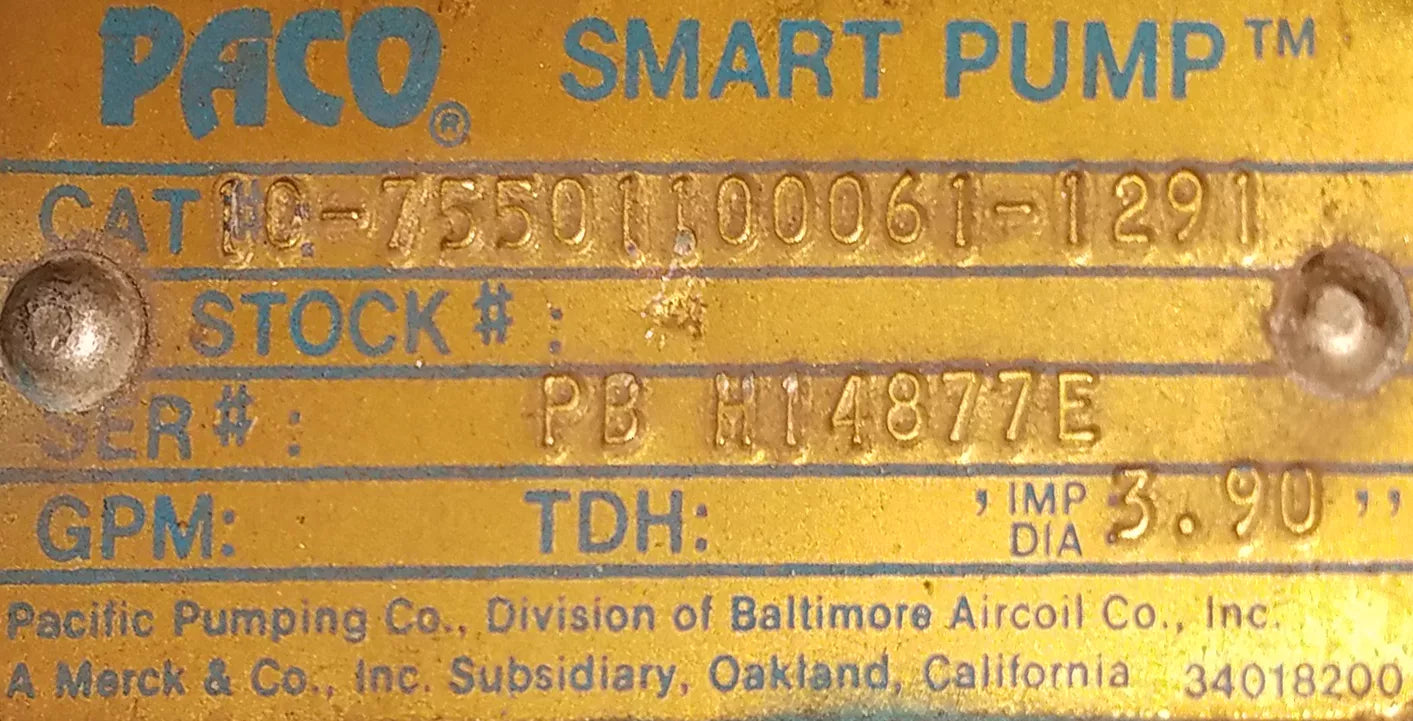 PACO® SMART PUMP™
CAT #: 10-75501100061-1291
STOCK #:
SER #: PB H14877E
GPM: TDH: ' IMP DIA : 3.90 ''
Pacific Pumping Co., Division of Baltimore Aircoil Co., Inc.
A Merck & Co., Inc. Subsidiary, Oakland, California 34018200